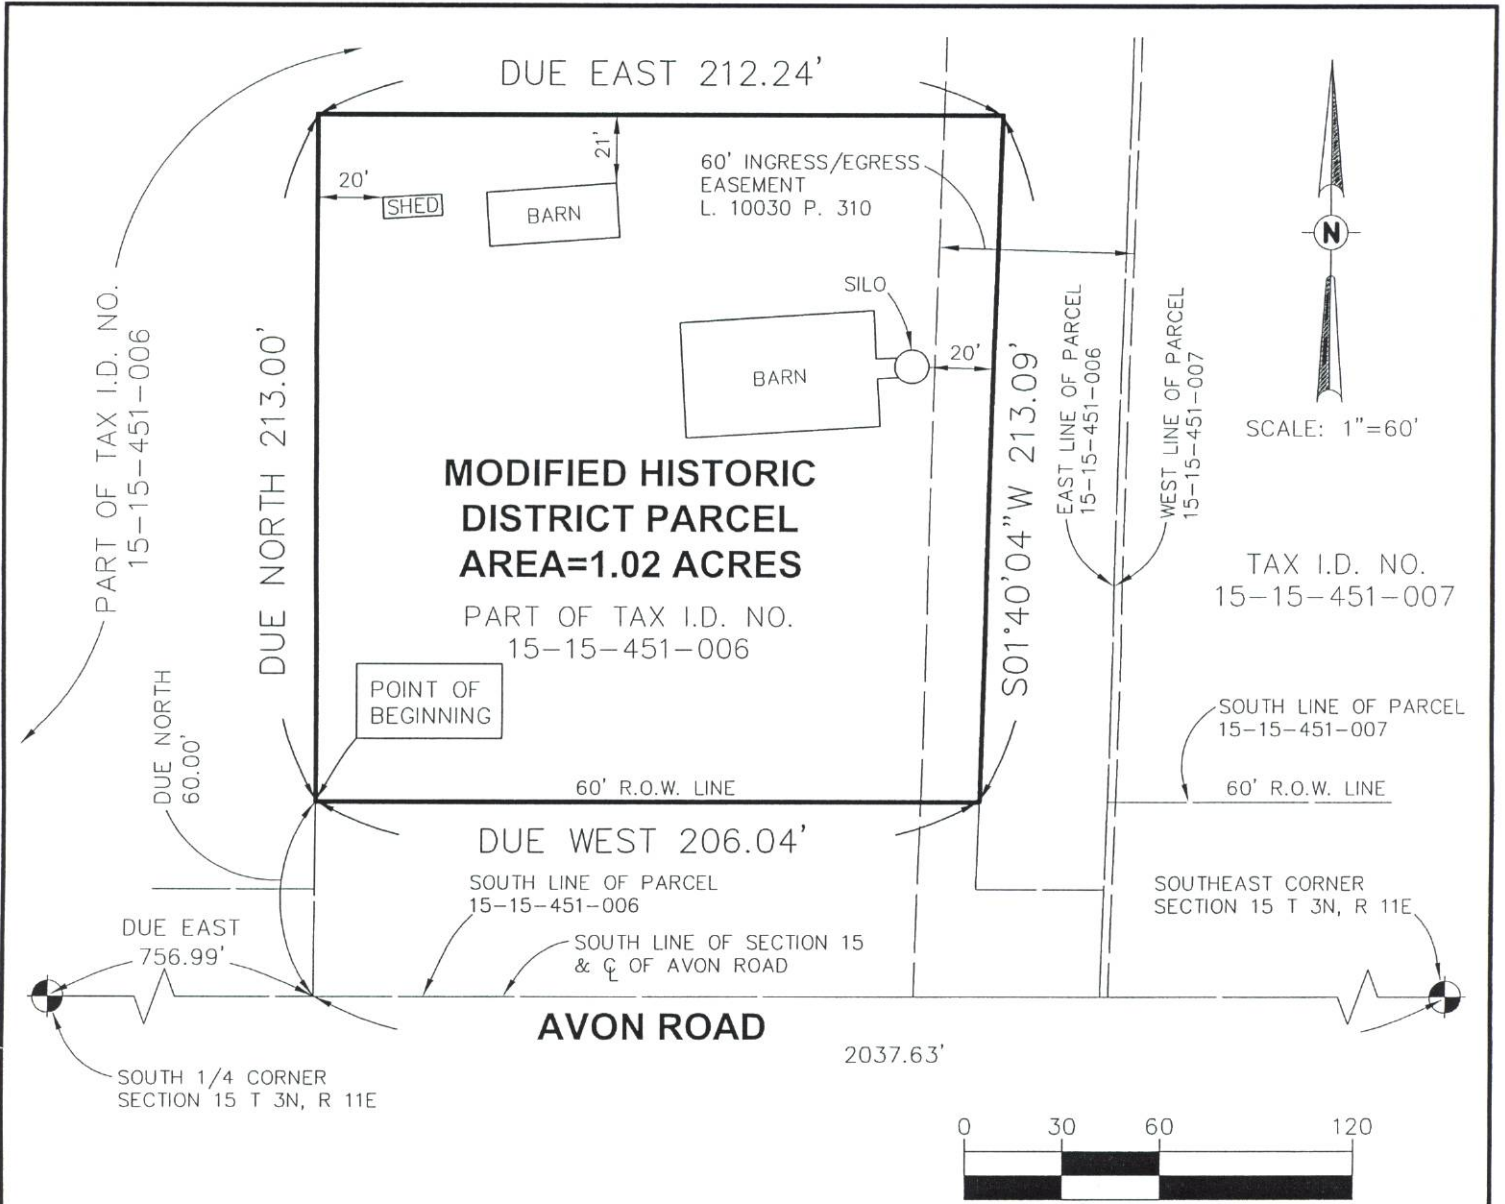 DUE EAST 212.24'
21'
20'
SHED
BARN
60' INGRESS/EGRESS
EASEMENT
L. 10030 P. 310
N
SILO
BARN
20'
PART OF TAX I.D. NO.
15-15-451-006
DUE NORTH 213.00'
S01°40'04"W 213.09'
EAST LINE OF PARCEL
15-15-451-006
WEST LINE OF PARCEL
15-15-451-007
SCALE: 1"=60'
MODIFIED HISTORIC
DISTRICT PARCEL
AREA=1.02 ACRES
PART OF TAX I.D. NO.
15-15-451-006
TAX I.D. NO.
15-15-451-007
POINT OF
BEGINNING
DUE NORTH
60.00'
SOUTH LINE OF PARCEL
15-15-451-007
60' R.O.W. LINE
60' R.O.W. LINE
DUE WEST 206.04'
SOUTH LINE OF PARCEL
15-15-451-006
SOUTHEAST CORNER
SECTION 15 T 3N, R 11E
DUE EAST
756.99'
SOUTH LINE OF SECTION 15
& ℄ OF AVON ROAD
AVON ROAD
2037.63'
SOUTH 1/4 CORNER
SECTION 15 T 3N, R 11E
0 30 60 120